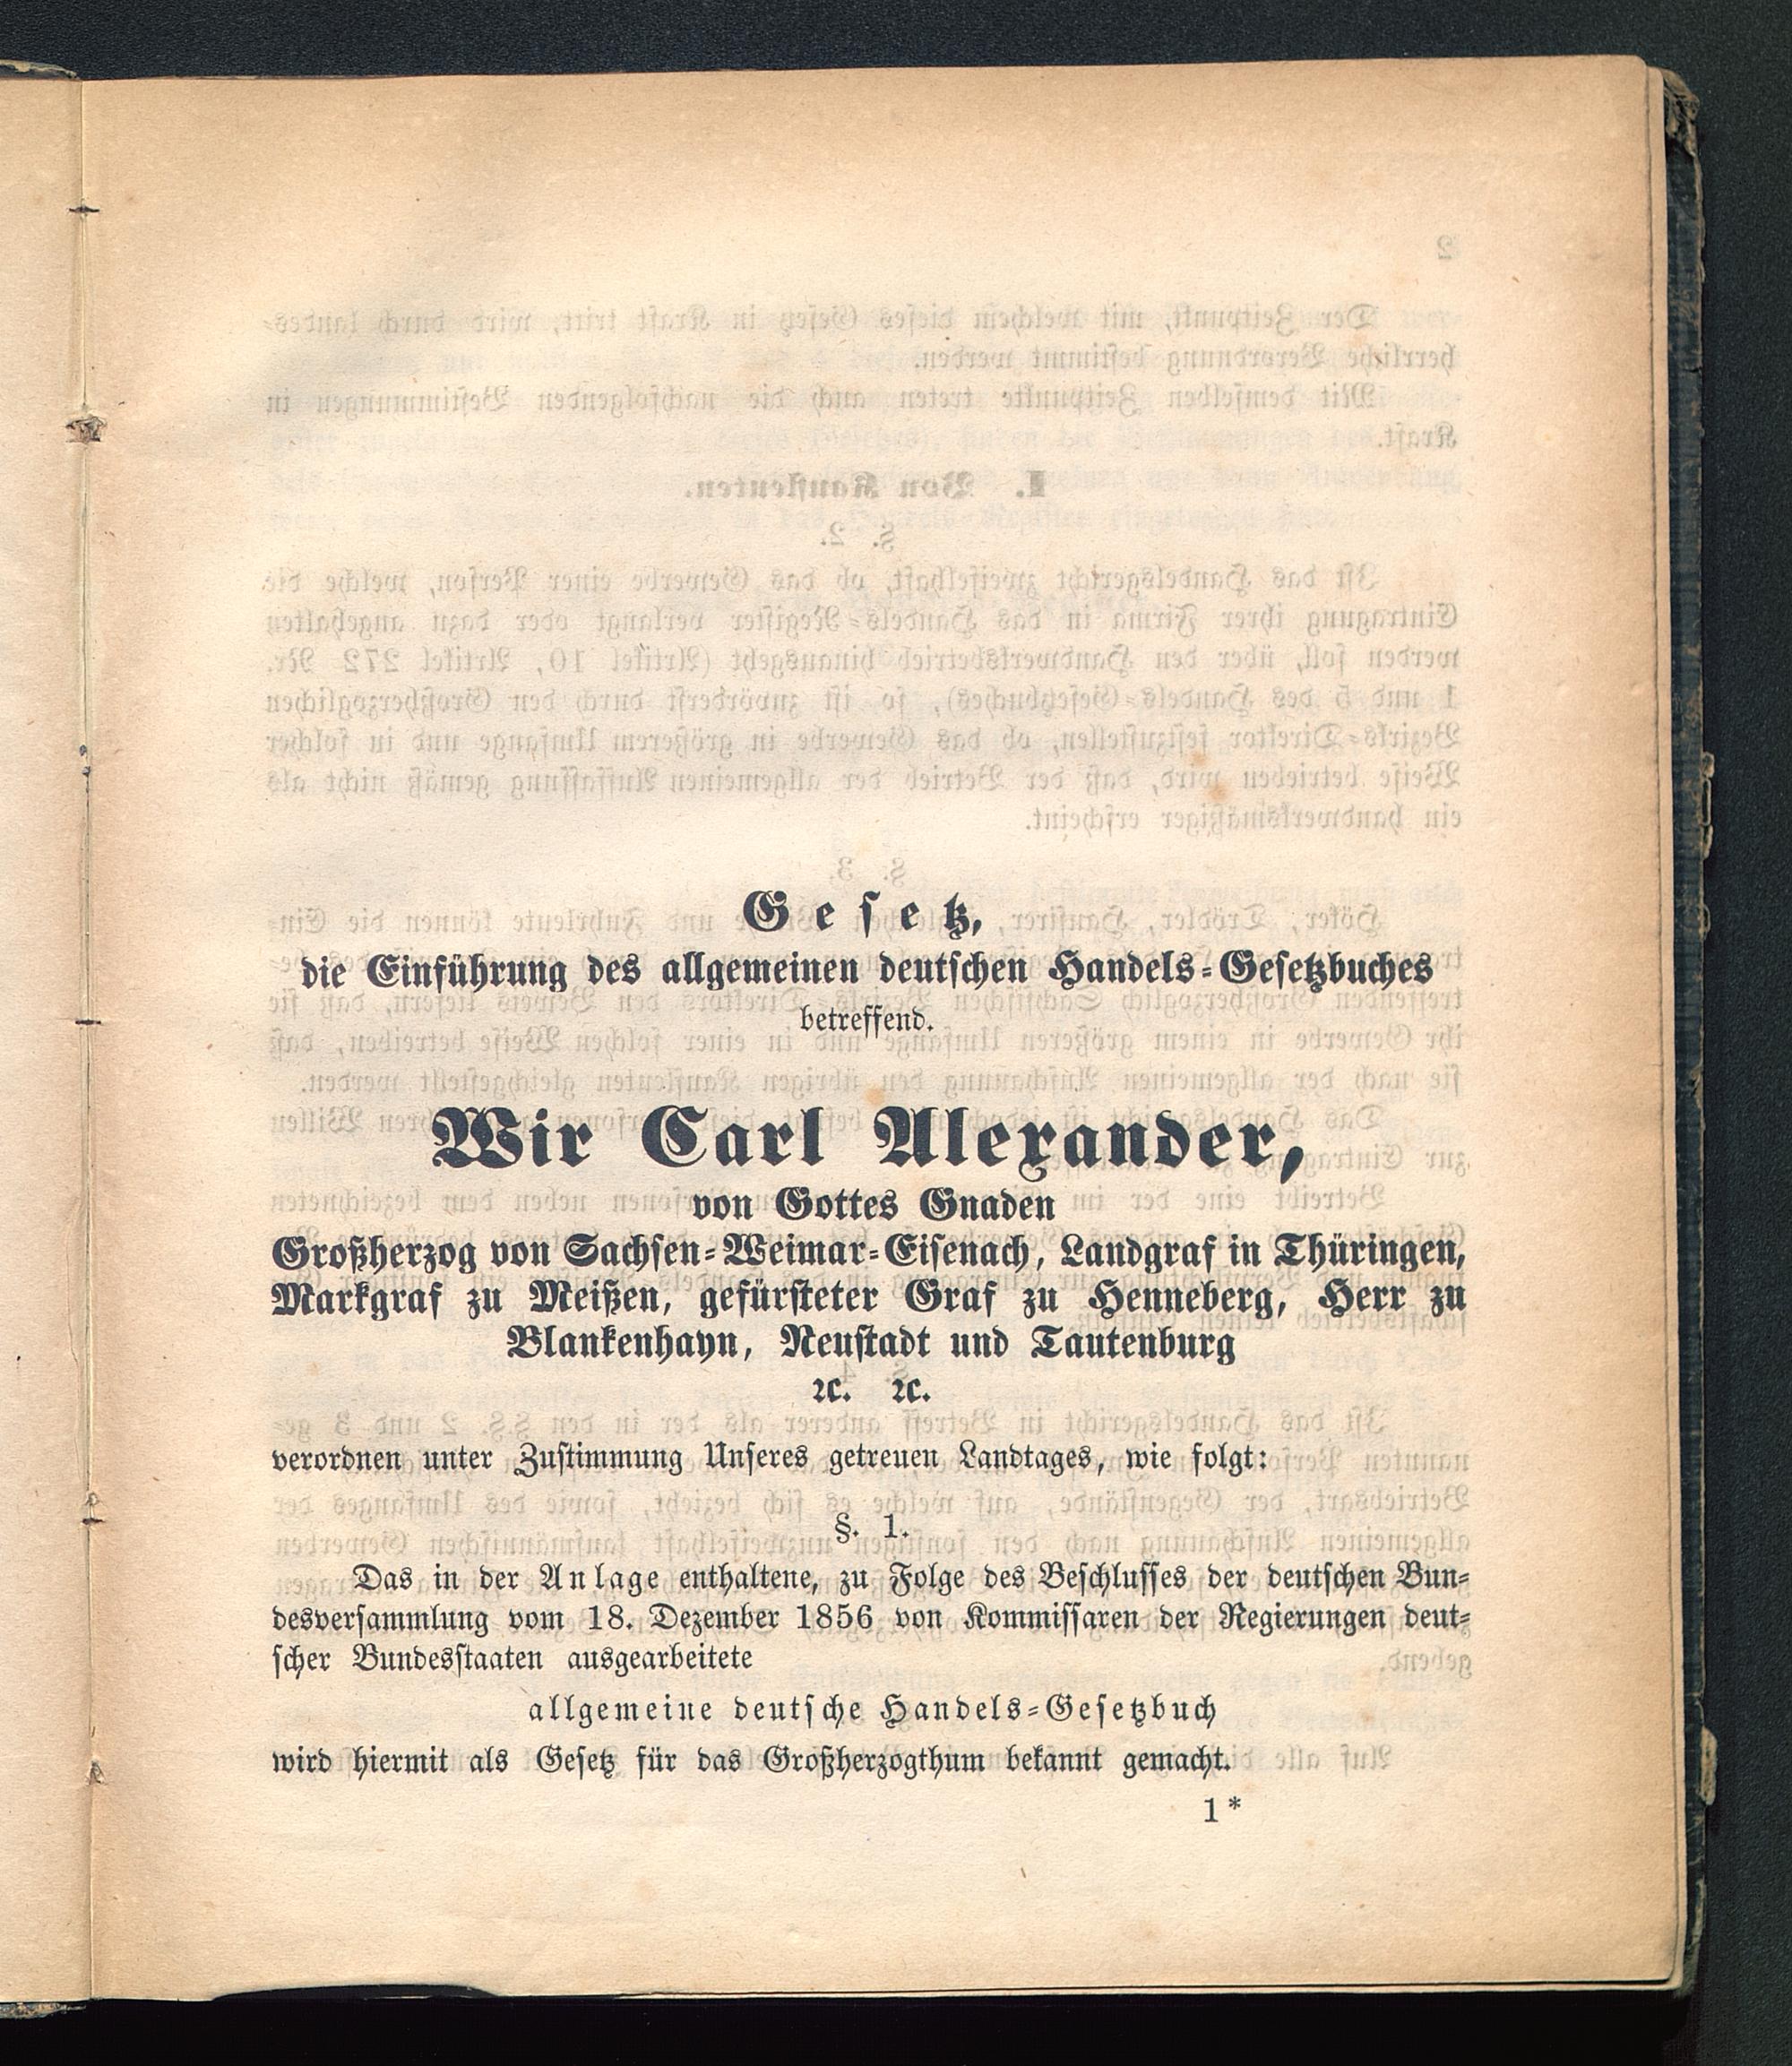 Gesetz,
die Einführung des allgemeinen deutschen Handels-Gesetzbuches
betreffend.
Wir Carl Alexander,
von Gottes Gnaden
Großherzog von Sachsen-Weimar-Eisenach, Landgraf in Thüringen,
Markgraf zu Meißen, gefürsteter Graf zu Henneberg, Herr zu
Blankenhayn, Neustadt und Tautenburg
ꝛc. ꝛc.
verordnen unter Zustimmung Unseres getreuen Landtages, wie folgt:
§. 1.
Das in der Anlage enthaltene, zu Folge des Beschlusses der deutschen Bun-
desversammlung vom 18. Dezember 1856 von Kommissaren der Regierungen deut-
scher Bundesstaaten ausgearbeitete
allgemeine deutsche Handels-Gesetzbuch
wird hiermit als Gesetz für das Großherzogthum bekannt gemacht.
1*